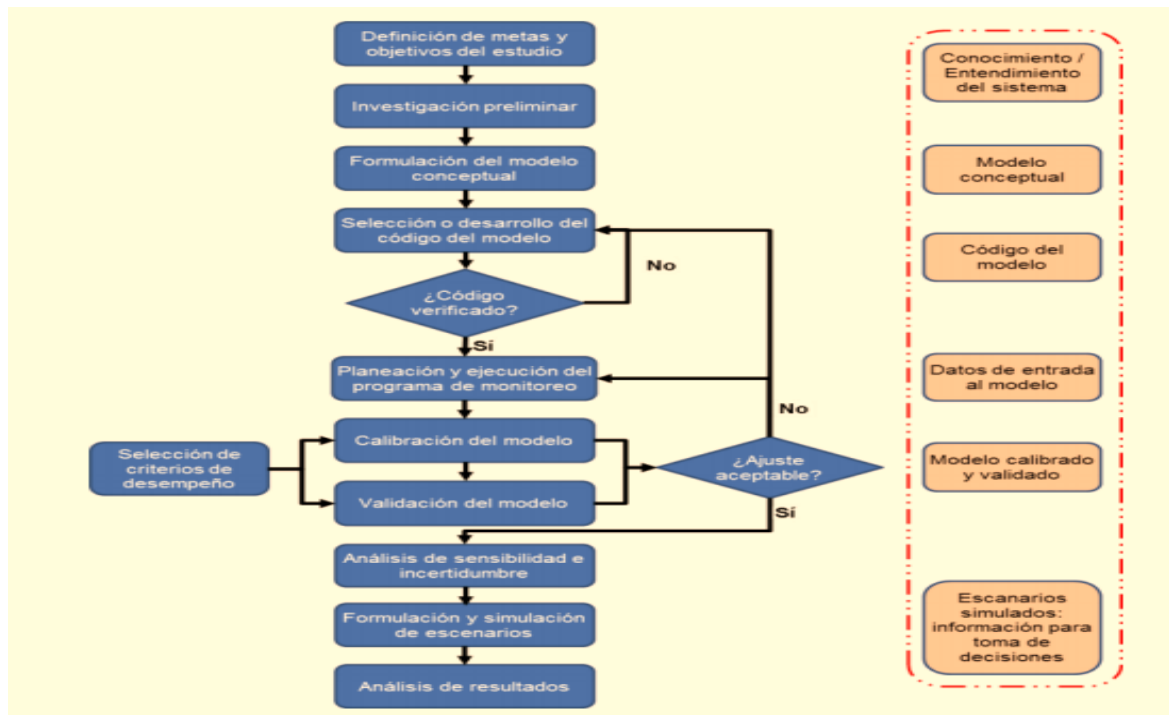 Definición de metas y
objetivos del estudio
Investigación preliminar
Formulación del modelo
conceptual
Selección o desarrollo del
código del modelo
No
¿Código
verificado?
Sí
Planeación y ejecución del
programa de monitoreo
No
Selección de
criterios de
desempeño
Calibración del modelo
Validación del modelo
¿Ajuste
aceptable?
Sí
Análisis de sensibilidad e
incertidumbre
Formulación y simulación
de escenarios
Análisis de resultados
Conocimiento /
Entendimiento
del sistema
Modelo
conceptual
Código del
modelo
Datos de entrada
al modelo
Modelo calibrado
y validado
Escanarios
simulados:
información para
toma de
decisiones